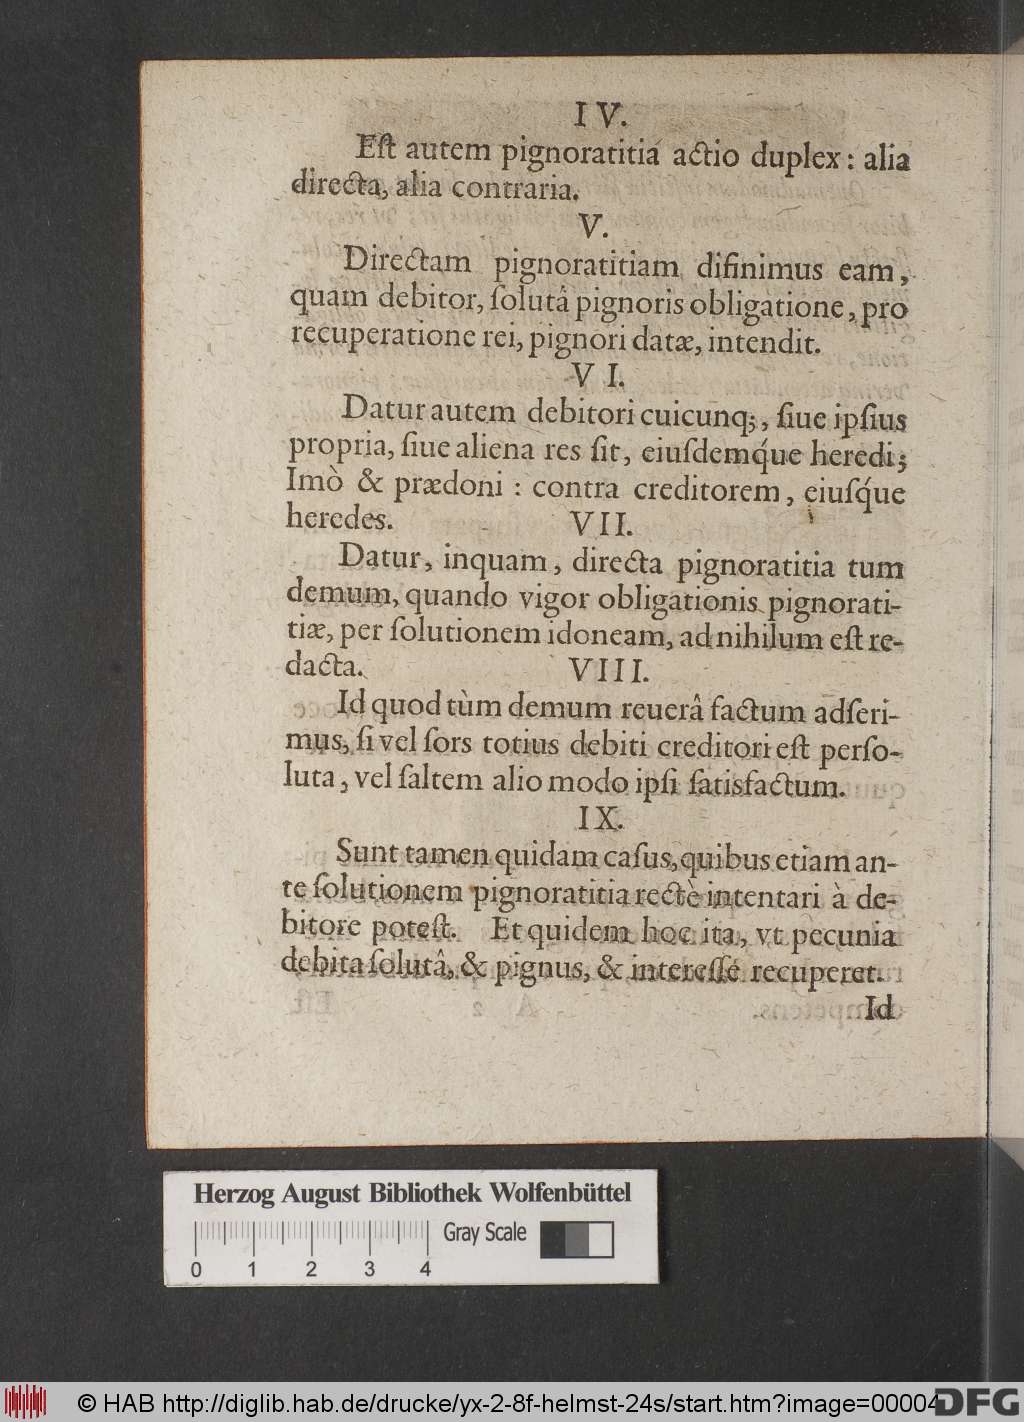 I V.
Eſt autem pignoratitia actio duplex: alia
directa, alia contraria.
V.
Directam pignoratitiam difinimus eam,
quam debitor, ſolutâ pignoris obligatione, pro
recuperatione rei, pignori datæ, intendit.
V I.
Datur autem debitori cuicunq;, ſiue ipſius
propria, ſiue aliena res ſit, eiuſdemq́ue heredi;
Imò & prædoni : contra creditorem, eiuſq́ue
heredes. VII.
Datur, inquam, directa pignoratitia tum
demum, quando vigor obligationis pignorati-
tiæ, per ſolutionem idoneam, ad nihilum eſt re-
dacta. VIII.
Id quod tùm demum reuerâ factum adſeri-
mus, ſi vel ſors totius debiti creditori eſt perſo-
luta, vel ſaltem alio modo ipſi ſatisfactum.
IX.
Sunt tamen quidam caſus, quibus etiam an-
te ſolutionem pignoratitia rectè intentari à de-
bitore poteſt. Et quidem hoc ita, vt pecunia
debita ſolutâ, & pignus, & intereſſé recuperet.
Id
Herzog August Bibliothek Wolfenbüttel
0 1 2 3 4 Gray Scale
© HAB http://diglib.hab.de/drucke/yx-2-8f-helmst-24s/start.htm?image=00004
DFG